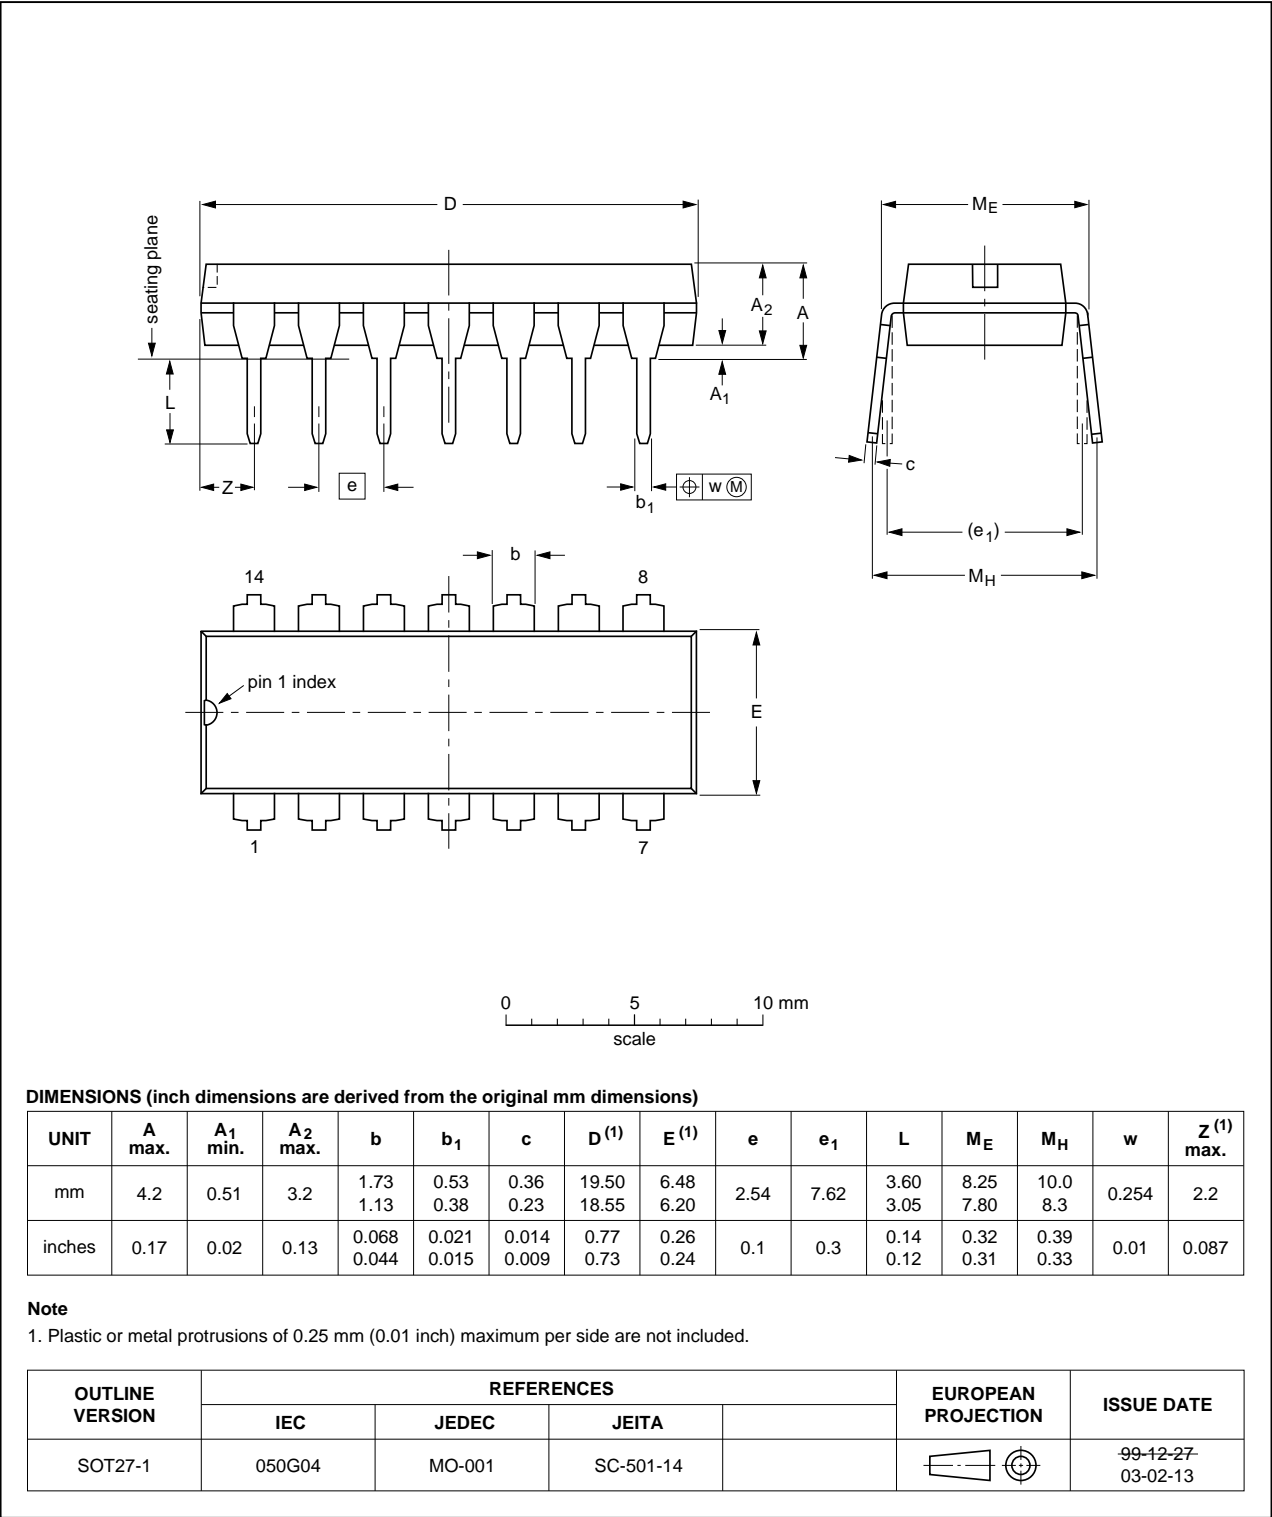 D
M_E
seating plane
A_2
A
A_1
L
Z
e
b_1
w M
c
(e_1)
M_H
b
14
8
pin 1 index
E
1
7
0 5 10 mm
scale
DIMENSIONS (inch dimensions are derived from the original mm dimensions)
UNIT A max. A1 min. A2 max. b b1 c D(1) E(1) e e1 L ME MH w Z(1) max.
mm 4.2 0.51 3.2 1.73 1.13 0.53 0.38 0.36 0.23 19.50 18.55 6.48 6.20 2.54 7.62 3.60 3.05 8.25 7.80 10.0 8.3 0.254 2.2
inches 0.17 0.02 0.13 0.068 0.044 0.021 0.015 0.014 0.009 0.77 0.73 0.26 0.24 0.1 0.3 0.14 0.12 0.32 0.31 0.39 0.33 0.01 0.087
Note
1. Plastic or metal protrusions of 0.25 mm (0.01 inch) maximum per side are not included.
OUTLINE VERSION REFERENCES EUROPEAN PROJECTION ISSUE DATE
IEC JEDEC JEITA
SOT27-1 050G04 MO-001 SC-501-14 99-12-27
03-02-13